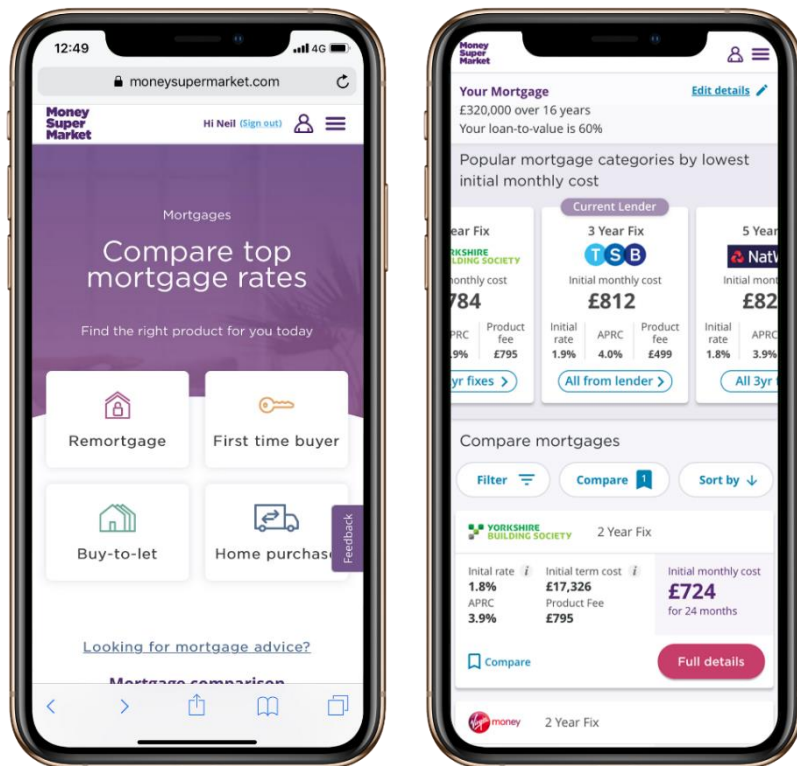 12:49
4G
moneysupermarket.com
Money
Super
Market
Hi Neil (Sign out)
Mortgages
Compare top
mortgage rates
Find the right product for you today
Remortgage
First time buyer
Buy-to-let
Home purchase
Feedback
Looking for mortgage advice?
Mortgage comparison
Money
Super
Market
Your Mortgage
Edit details
£320,000 over 16 years
Your loan-to-value is 60%
Popular mortgage categories by lowest
initial monthly cost
ear Fix
RKSHIRE
LDING SOCIETY
onthly cost
784
PRC
Product
fee
.9%
£795
yr fixes >
Current Lender
3 Year Fix
TSB
Initial monthly cost
£812
Initial
rate
APRC
Product
fee
1.9%
4.0%
£499
All from lender >
5 Year
NatW
Initial mont
£82
Initial
rate
APRC
1.8%
3.9%
All 3yr f
Compare mortgages
Filter
Compare 1
Sort by ↓
YORKSHIRE
BUILDING SOCIETY
2 Year Fix
Inital rate i
Initial term cost i
Initial monthly cost
1.8%
£17,326
£724
APRC
Product Fee
for 24 months
3.9%
£795
Compare
Full details
Virgin money
2 Year Fix